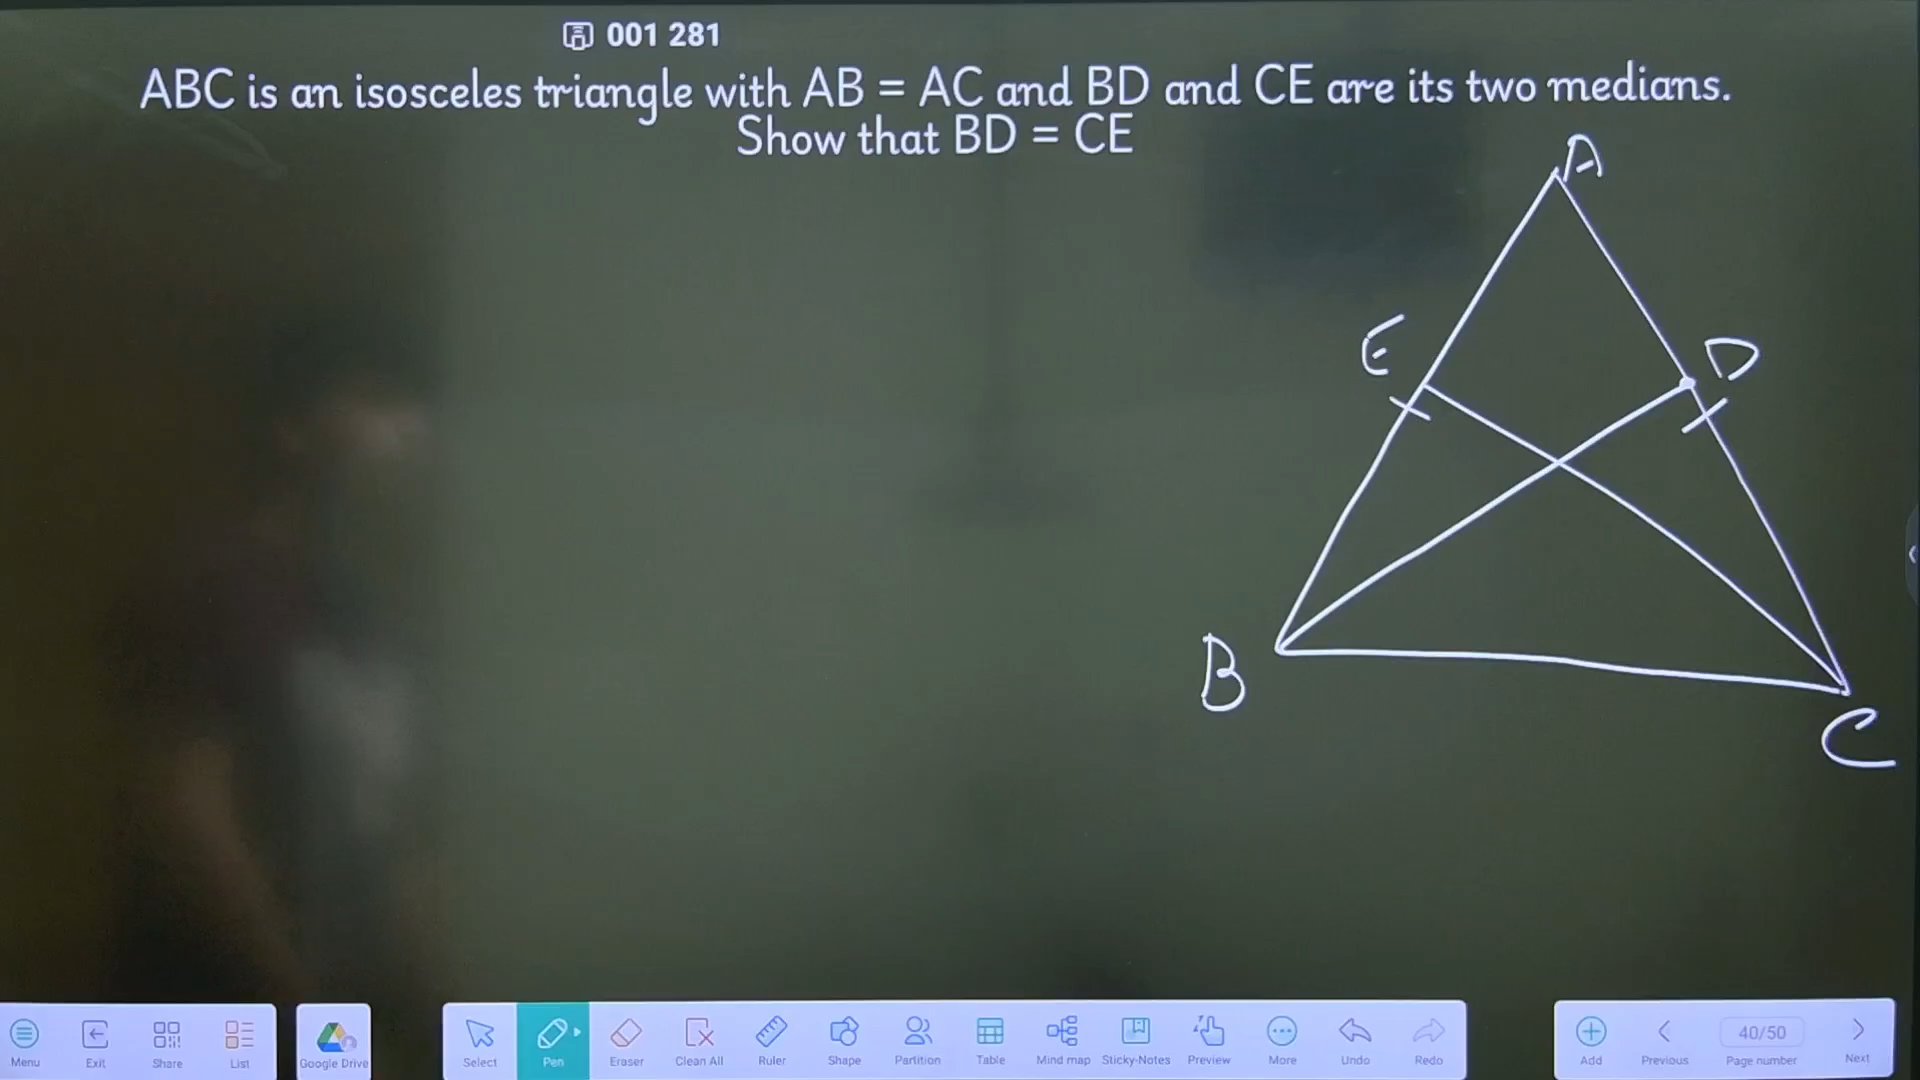 001 281
ABC is an isosceles triangle with AB = AC and BD and CE are its two medians.
Show that BD = CE
A
E
D
B
C
Menu
Exit
Share
List
Google Drive
Select
Pen
Eraser
Clean All
Ruler
Shape
Partition
Table
Mind map
Sticky-Notes
Preview
More
Undo
Redo
Add
Previous
40/50
Page number
Next